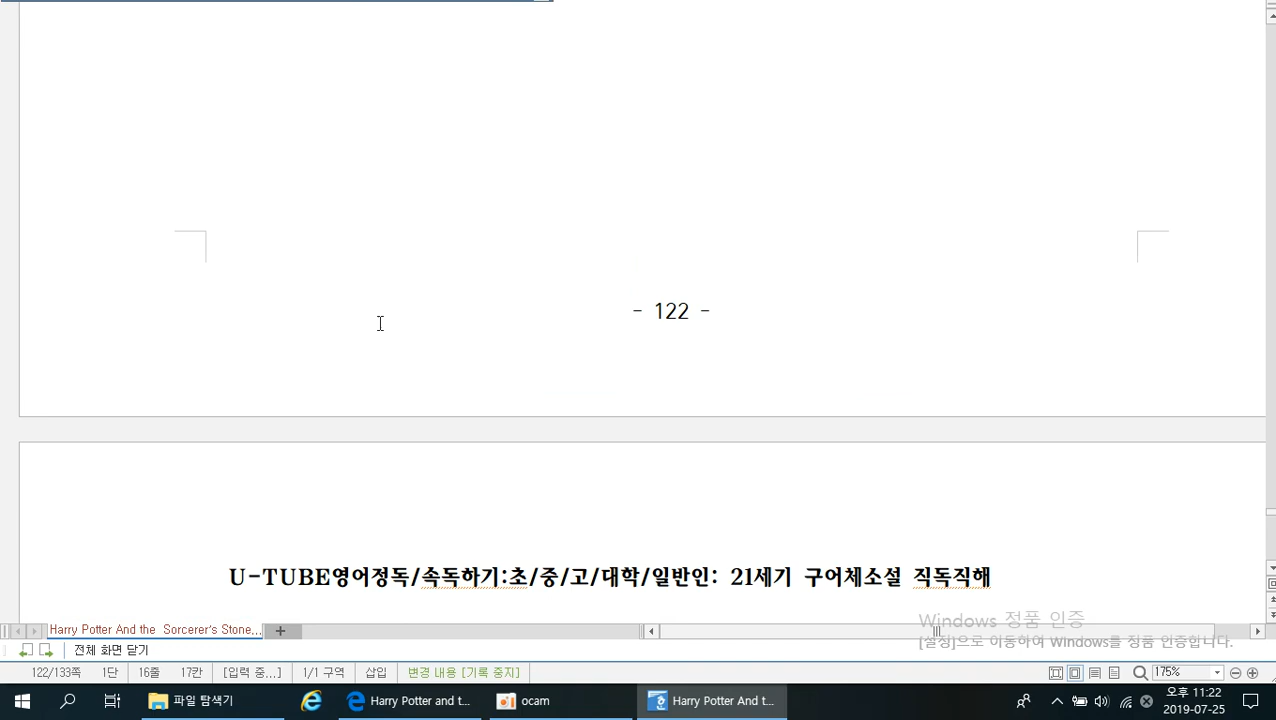 - 122 -
U-TUBE영어정독/속독하기:초/중/고/대학/일반인: 21세기 구어체소설 직독직해
Windows 정품 인증
[설정]으로 이동하여 Windows를 정품 인증합니다.
Harry Potter And the Sorcerer's Stone...
전체 화면 닫기
122/133쪽 1단 16줄 17칸 [입력 중...] 1/1 구역 삽입 변경 내용 [기록 중지] 175%
파일 탐색기 Harry Potter and t... ocam Harry Potter And t... 오후 11:22
2019-07-25